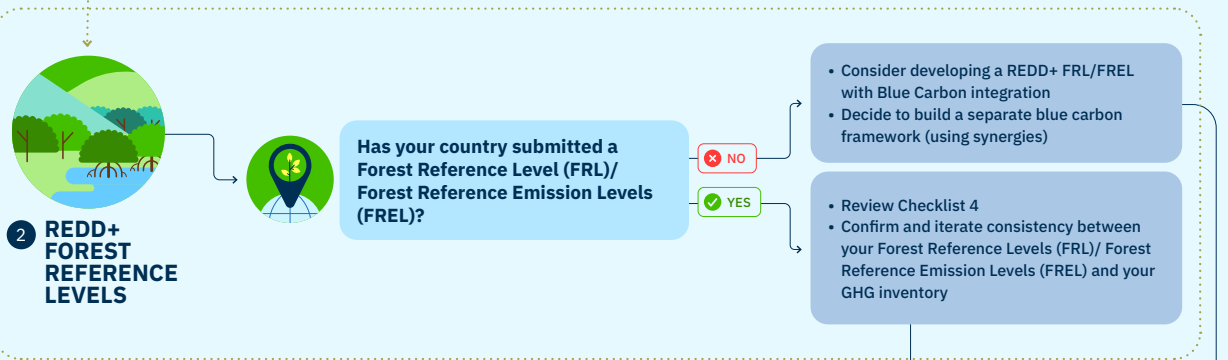 2
REDD+
FOREST
REFERENCE
LEVELS
Has your country submitted a
Forest Reference Level (FRL)/
Forest Reference Emission Levels
(FREL)?
NO
• Consider developing a REDD+ FRL/FREL
with Blue Carbon integration
• Decide to build a separate blue carbon
framework (using synergies)
YES
• Review Checklist 4
• Confirm and iterate consistency between
your Forest Reference Levels (FRL)/ Forest
Reference Emission Levels (FREL) and your
GHG inventory